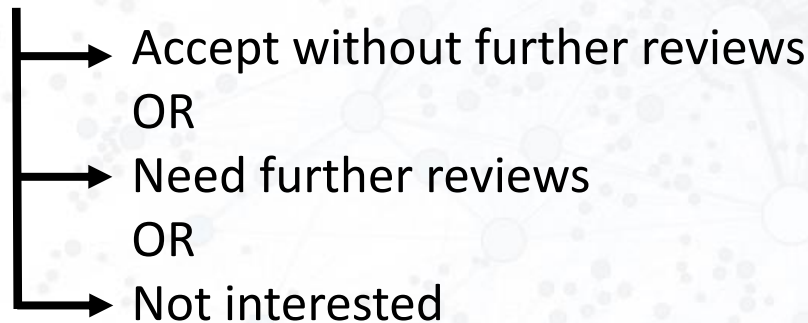 Accept without further reviews
OR
Need further reviews
OR
Not interested